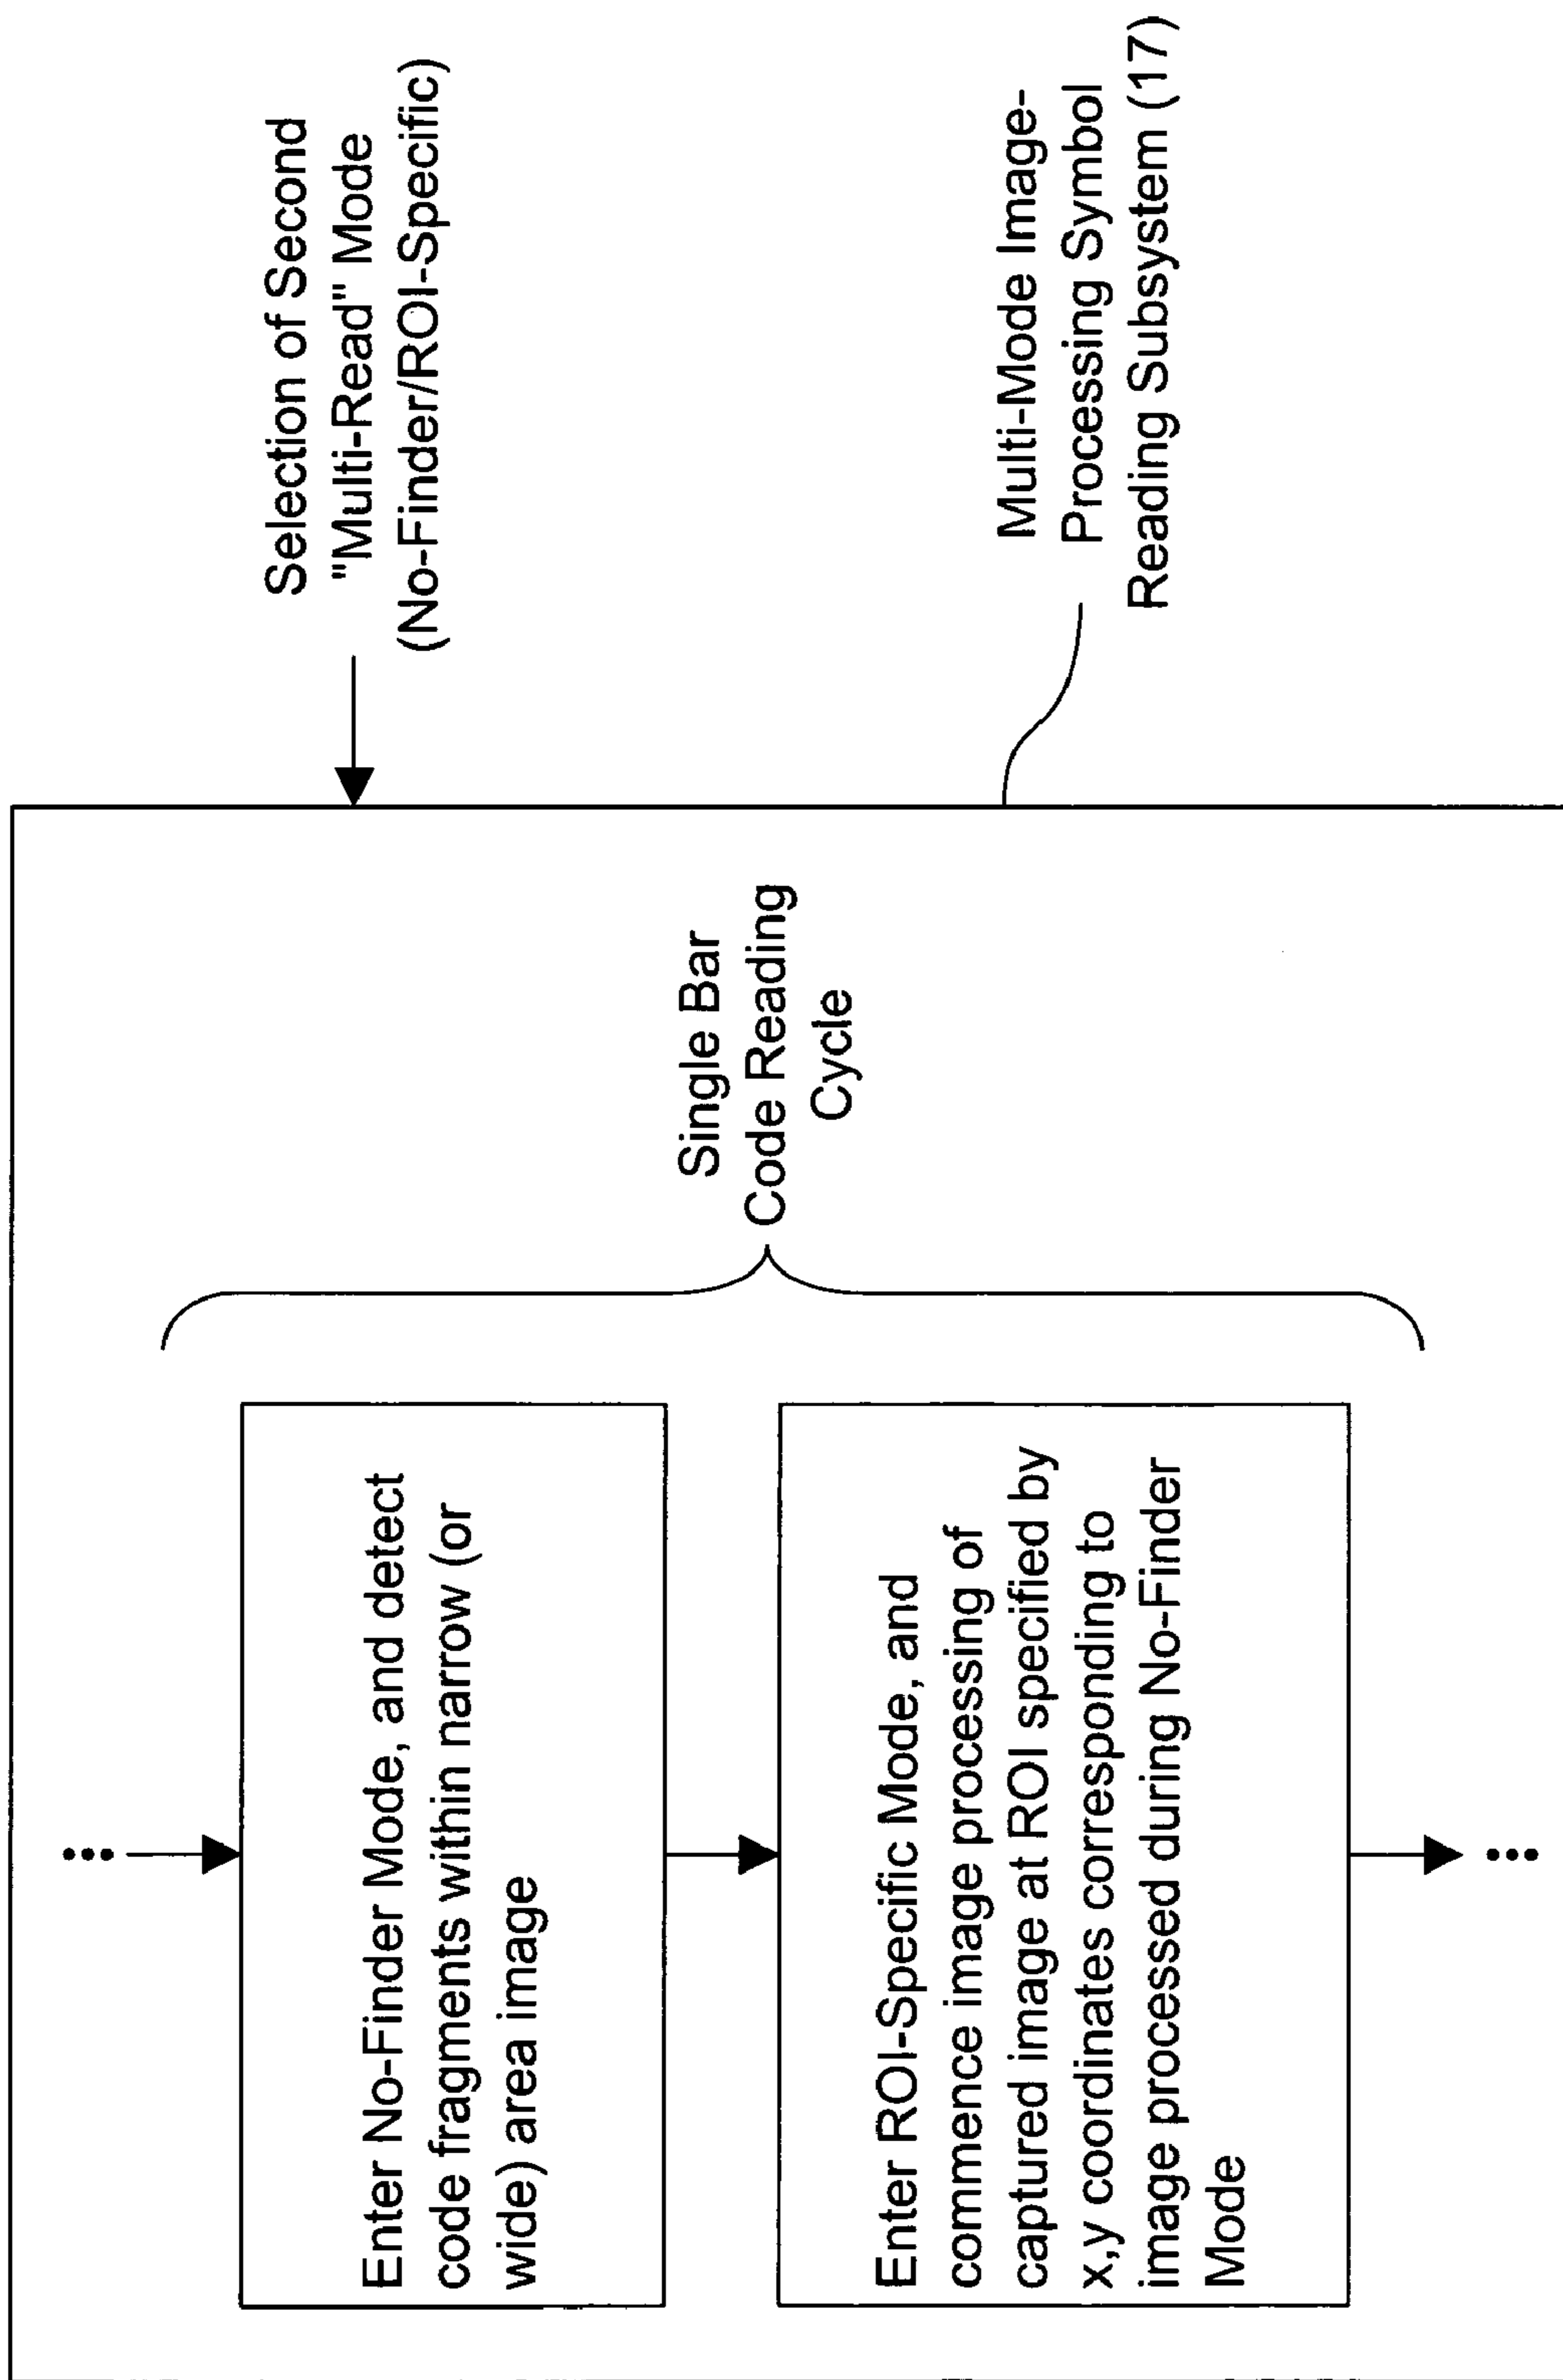 Selection of Second
"Multi-Read" Mode
(No-Finder/ROI-Specific)
Enter No-Finder Mode, and detect
code fragments within narrow (or
wide) area image
Single Bar
Code Reading
Cycle
Enter ROI-Specific Mode, and
commence image processing of
captured image at ROI specified by
x,y coordinates corresponding to
image processed during No-Finder
Mode
Multi-Mode Image-
Processing Symbol
Reading Subsystem (17)